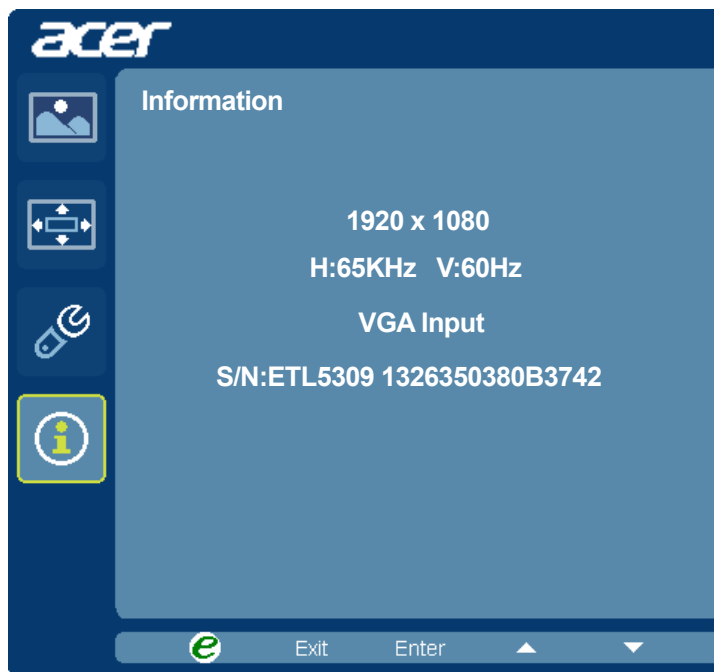 acer
Information
1920 x 1080
H:65KHz V:60Hz
VGA Input
S/N:ETL5309 1326350380B3742
e Exit Enter